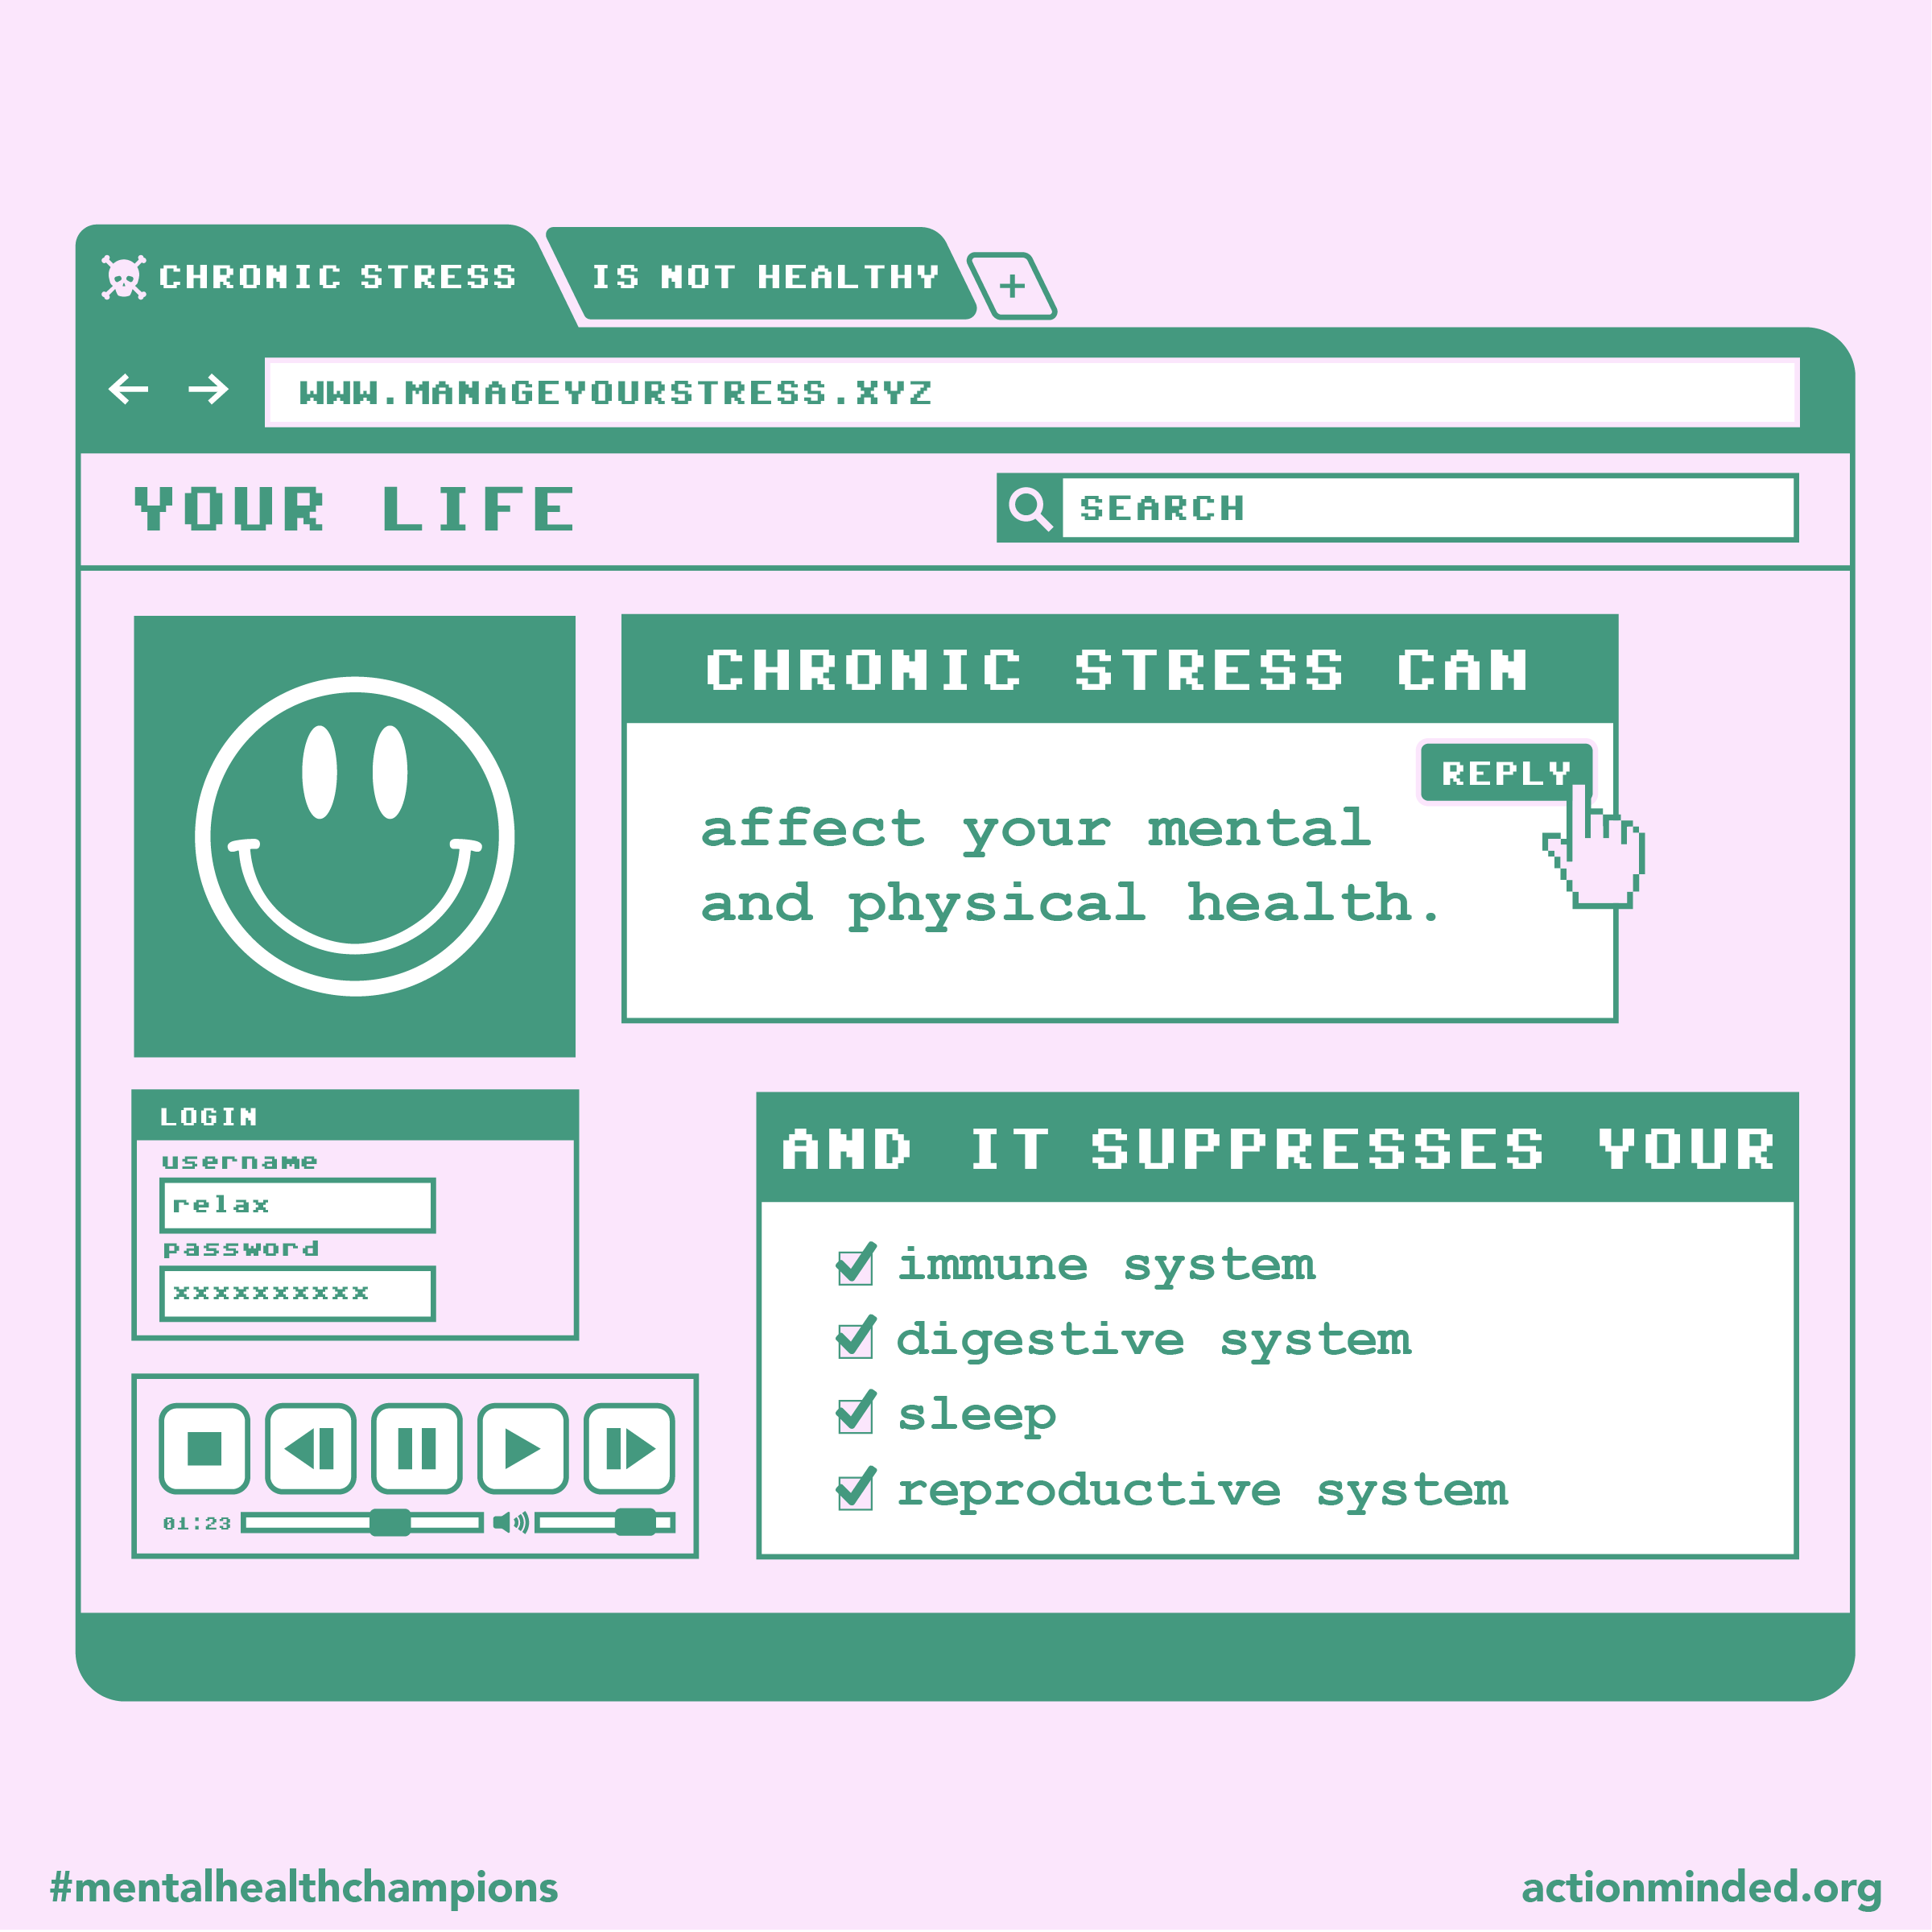 CHRONIC STRESS
IS NOT HEALTHY
+
WWW.MANAGEYOURSTRESS.XYZ
YOUR LIFE
SEARCH
CHRONIC STRESS CAN
REPLY
affect your mental
and physical health.
LOGIN
username
relax
password
xxxxxxxxxx
01:23
AND IT SUPPRESSES YOUR
immune system
digestive system
sleep
reproductive system
#mentalhealthchampions
actionminded.org